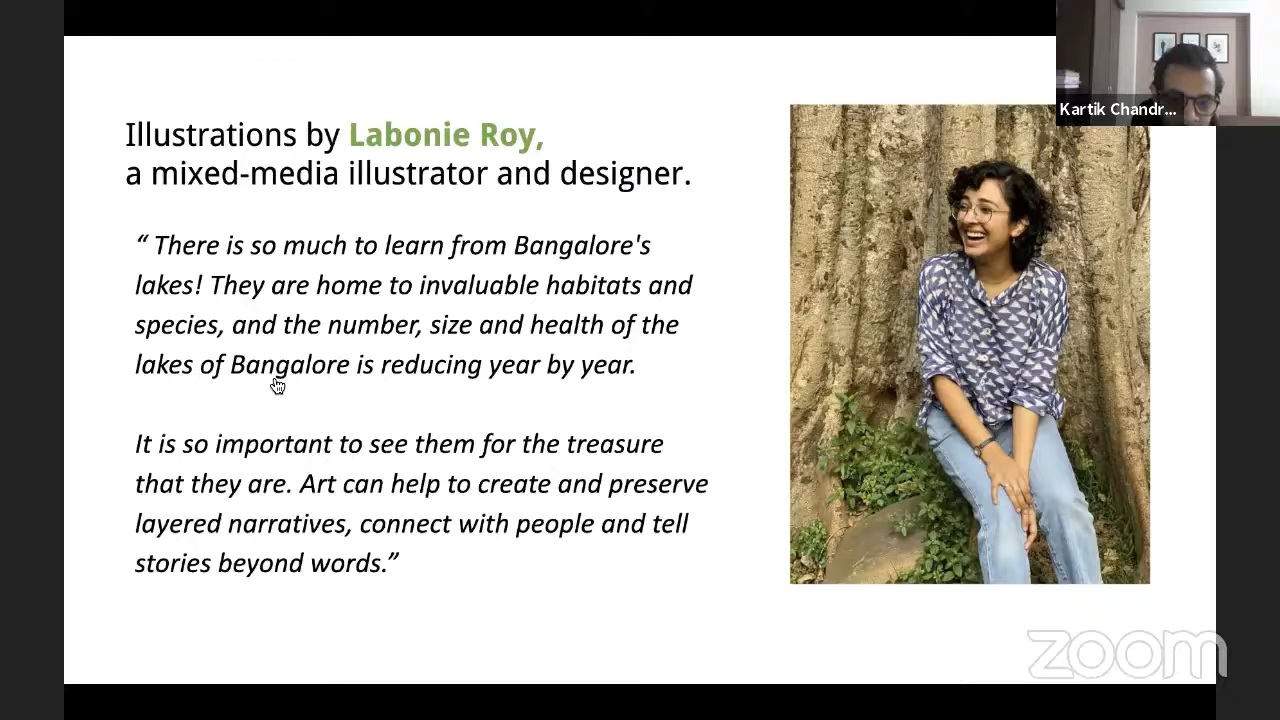 Illustrations by Labonie Roy,
a mixed-media illustrator and designer.
“ There is so much to learn from Bangalore's
lakes! They are home to invaluable habitats and
species, and the number, size and health of the
lakes of Bangalore is reducing year by year.
It is so important to see them for the treasure
that they are. Art can help to create and preserve
layered narratives, connect with people and tell
stories beyond words.”
Kartik Chandr...
zoom